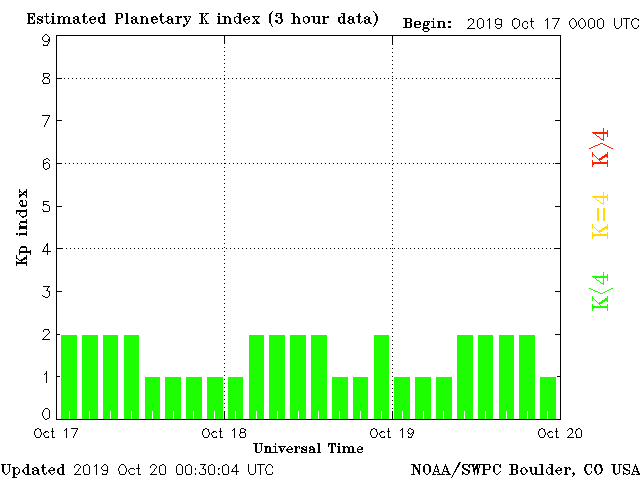 Estimated Planetary K index (3 hour data)
Begin: 2019 Oct 17 0000 UTC
9
8
7
6
5
4
3
2
1
0
Kp index
K>4
K=4
K<4
Oct 17
Oct 18
Oct 19
Oct 20
Universal Time
Updated 2019 Oct 20 00:30:04 UTC
NOAA/SWPC Boulder, CO USA